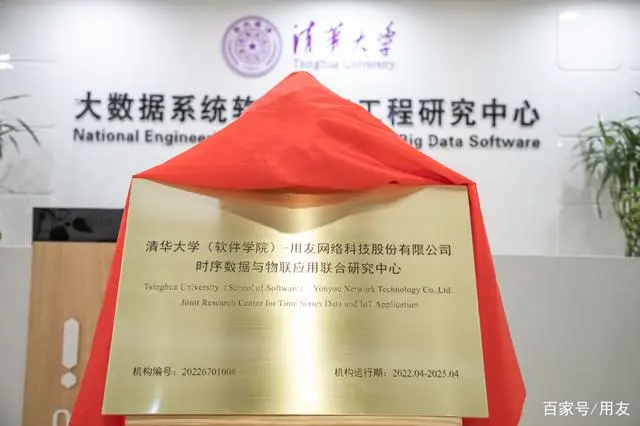 清华大学
Tsinghua University
大数据系统软 工程研究中心
National Enginee Big Data Software
清华大学（软件学院）-用友网络科技股份有限公司
时序数据与物联应用联合研究中心
Tsinghua University（School of Software） Yonyou Network Technology Co.,Ltd.
Joint Research Center for Time Series Data and IoT Application
机构编号：20226701008
机构运行期：2022.04-2025.04
百家号/用友